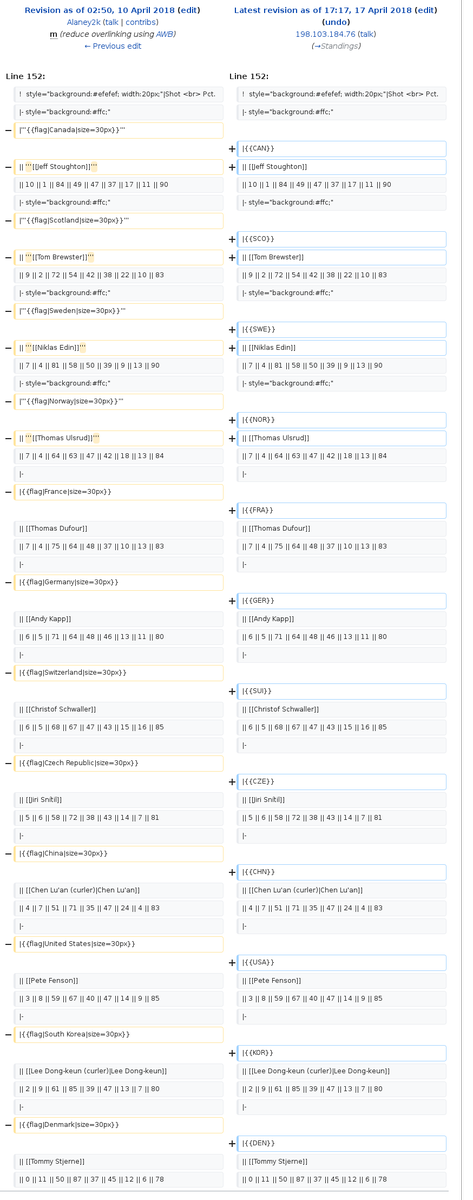 Revision as of 02:50, 10 April 2018 (edit)
Alaney2k (talk | contribs)
m (reduce overlinking using AWB)
← Previous edit
Latest revision as of 17:17, 17 April 2018 (edit)
(undo)
198.103.184.76 (talk)
(→Standings)
Line 152: Line 152:
! style="background:#efefef; width:20px;"|Shot <br> Pct. ! style="background:#efefef; width:20px;"|Shot <br> Pct.
|- style="background:#ffc;" |- style="background:#ffc;"
− |'''{{flag|Canada|size=30px}}'''
+ |{{CAN}}
− || '''[[Jeff Stoughton]]''' + || [[Jeff Stoughton]]
|| 10 || 1 || 84 || 49 || 47 || 37 || 17 || 11 || 90 || 10 || 1 || 84 || 49 || 47 || 37 || 17 || 11 || 90
|- style="background:#ffc;" |- style="background:#ffc;"
− |'''{{flag|Scotland|size=30px}}'''
+ |{{SCO}}
− || '''[[Tom Brewster]]''' + || [[Tom Brewster]]
|| 9 || 2 || 72 || 54 || 42 || 38 || 22 || 10 || 83 || 9 || 2 || 72 || 54 || 42 || 38 || 22 || 10 || 83
|- style="background:#ffc;" |- style="background:#ffc;"
− |'''{{flag|Sweden|size=30px}}'''
+ |{{SWE}}
− || '''[[Niklas Edin]]''' + || [[Niklas Edin]]
|| 7 || 4 || 81 || 58 || 50 || 39 || 9 || 13 || 90 || 7 || 4 || 81 || 58 || 50 || 39 || 9 || 13 || 90
|- style="background:#ffc;" |- style="background:#ffc;"
− |'''{{flag|Norway|size=30px}}'''
+ |{{NOR}}
− || '''[[Thomas Ulsrud]]''' + || [[Thomas Ulsrud]]
|| 7 || 4 || 64 || 63 || 47 || 42 || 18 || 13 || 84 || 7 || 4 || 64 || 63 || 47 || 42 || 18 || 13 || 84
|- |-
− |{{flag|France|size=30px}}
+ |{{FRA}}
|| [[Thomas Dufour]] || [[Thomas Dufour]]
|| 7 || 4 || 75 || 64 || 48 || 37 || 10 || 13 || 83 || 7 || 4 || 75 || 64 || 48 || 37 || 10 || 13 || 83
|- |-
− |{{flag|Germany|size=30px}}
+ |{{GER}}
|| [[Andy Kapp]] || [[Andy Kapp]]
|| 6 || 5 || 71 || 64 || 48 || 46 || 13 || 11 || 80 || 6 || 5 || 71 || 64 || 48 || 46 || 13 || 11 || 80
|- |-
− |{{flag|Switzerland|size=30px}}
+ |{{SUI}}
|| [[Christof Schwaller]] || [[Christof Schwaller]]
|| 6 || 5 || 68 || 67 || 47 || 43 || 15 || 16 || 85 || 6 || 5 || 68 || 67 || 47 || 43 || 15 || 16 || 85
|- |-
− |{{flag|Czech Republic|size=30px}}
+ |{{CZE}}
|| [[Jiri Snítil]] || [[Jiri Snítil]]
|| 5 || 6 || 58 || 72 || 38 || 43 || 14 || 7 || 81 || 5 || 6 || 58 || 72 || 38 || 43 || 14 || 7 || 81
|- |-
− |{{flag|China|size=30px}}
+ |{{CHN}}
|| [[Chen Lu'an (curler)|Chen Lu'an]] || [[Chen Lu'an (curler)|Chen Lu'an]]
|| 4 || 7 || 51 || 71 || 35 || 47 || 24 || 4 || 83 || 4 || 7 || 51 || 71 || 35 || 47 || 24 || 4 || 83
|- |-
− |{{flag|United States|size=30px}}
+ |{{USA}}
|| [[Pete Fenson]] || [[Pete Fenson]]
|| 3 || 8 || 59 || 67 || 40 || 47 || 14 || 9 || 85 || 3 || 8 || 59 || 67 || 40 || 47 || 14 || 9 || 85
|- |-
− |{{flag|South Korea|size=30px}}
+ |{{KOR}}
|| [[Lee Dong-keun (curler)|Lee Dong-keun]] || [[Lee Dong-keun (curler)|Lee Dong-keun]]
|| 2 || 9 || 61 || 85 || 39 || 47 || 13 || 7 || 80 || 2 || 9 || 61 || 85 || 39 || 47 || 13 || 7 || 80
|- |-
− |{{flag|Denmark|size=30px}}
+ |{{DEN}}
|| [[Tommy Stjerne]] || [[Tommy Stjerne]]
|| 0 || 11 || 50 || 87 || 37 || 45 || 12 || 6 || 78 || 0 || 11 || 50 || 87 || 37 || 45 || 12 || 6 || 78